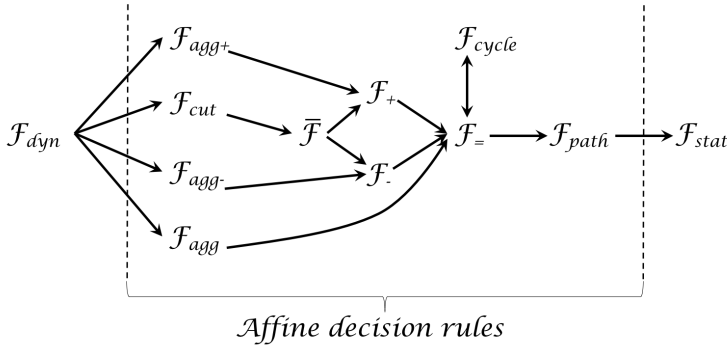 ℱagg+
ℱcycle
ℱcut
ℱ+
ℱdyn
ℱ̅
ℱ=
ℱpath
ℱstat
ℱagg-
ℱ-
ℱagg
Affine decision rules